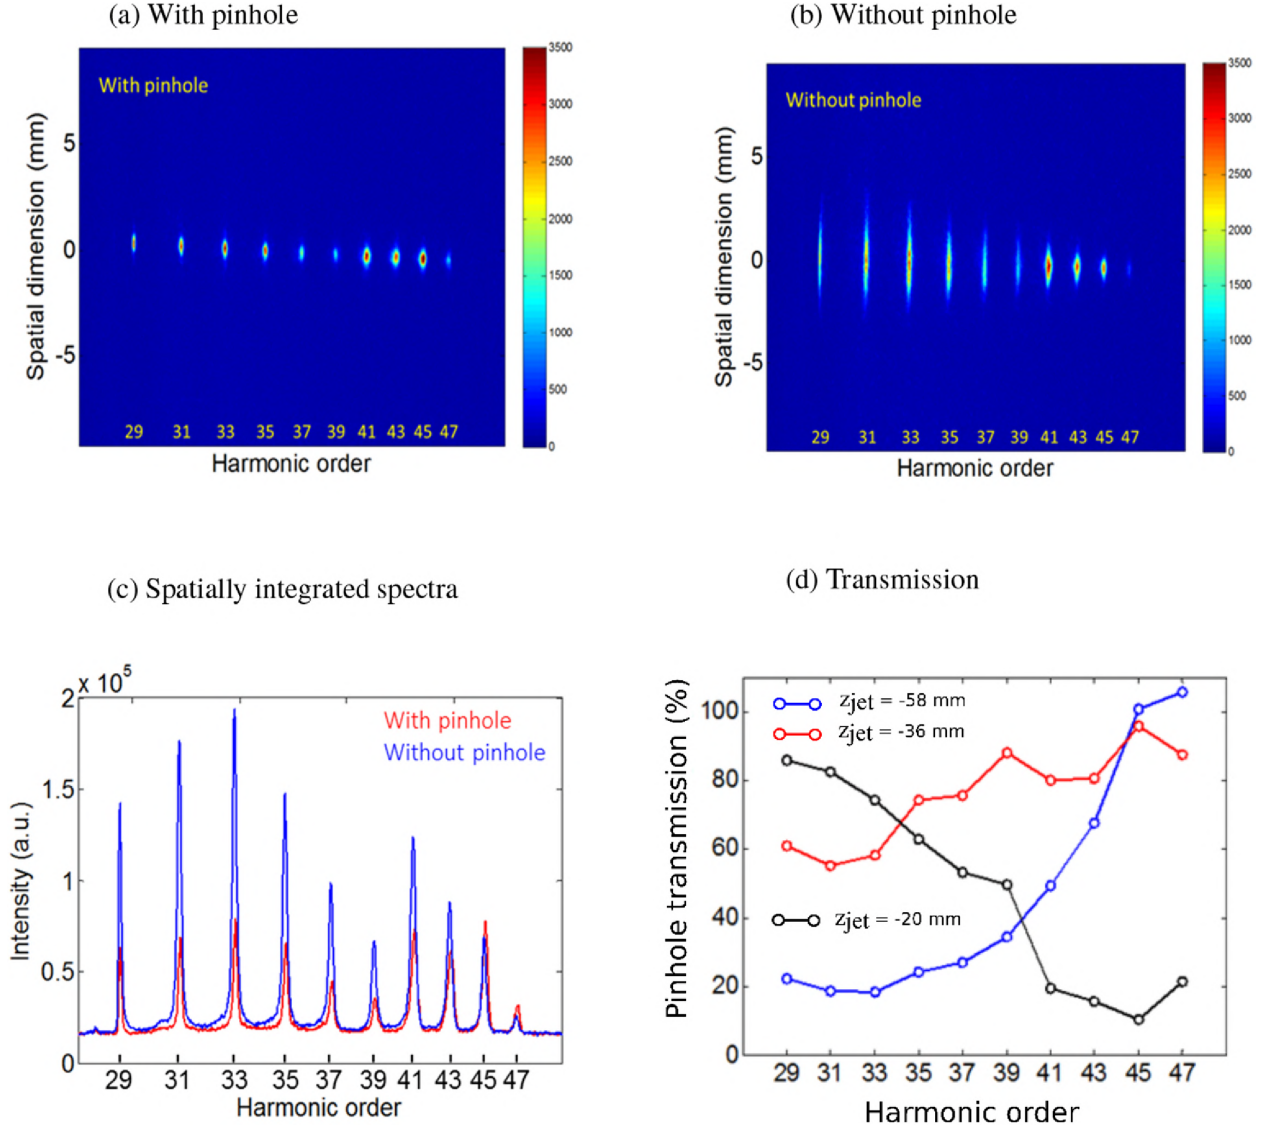 (a) With pinhole
With pinhole
Spatial dimension (mm)
5
0
-5
29 31 33 35 37 39 41 43 45 47
Harmonic order
3500
3000
2500
2000
1500
1000
500
0
(b) Without pinhole
Without pinhole
Spatial dimension (mm)
5
0
-5
29 31 33 35 37 39 41 43 45 47
Harmonic order
3500
3000
2500
2000
1500
1000
500
0
(c) Spatially integrated spectra
x 10⁵
2
1.5
1
0.5
0
Intensity (a.u.)
With pinhole
Without pinhole
29 31 33 35 37 39 41 43 45 47
Harmonic order
(d) Transmission
Pinhole transmission (%)
100
80
60
40
20
0
zjet = -58 mm
zjet = -36 mm
zjet = -20 mm
29 31 33 35 37 39 41 43 45 47
Harmonic order